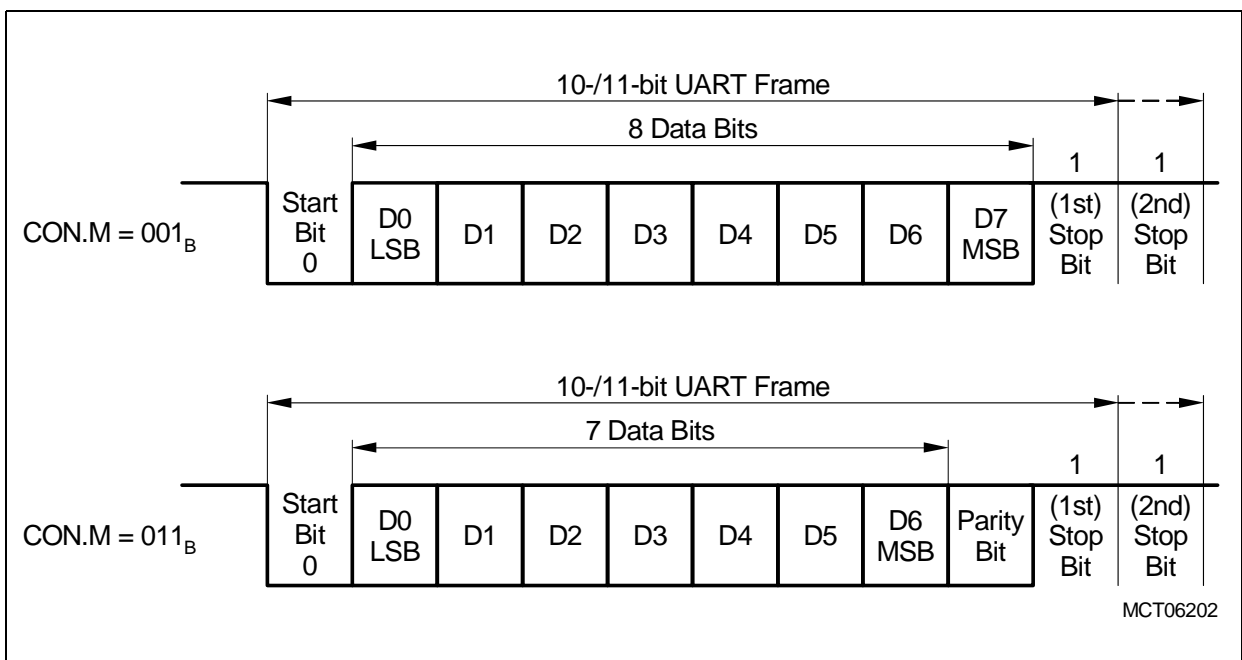 10-/11-bit UART Frame
8 Data Bits
1 1
CON.M = 001B
Start Bit 0
D0 LSB
D1
D2
D3
D4
D5
D6
D7 MSB
(1st) Stop Bit
(2nd) Stop Bit
10-/11-bit UART Frame
7 Data Bits
1 1
CON.M = 011B
Start Bit 0
D0 LSB
D1
D2
D3
D4
D5
D6 MSB
Parity Bit
(1st) Stop Bit
(2nd) Stop Bit
MCT06202